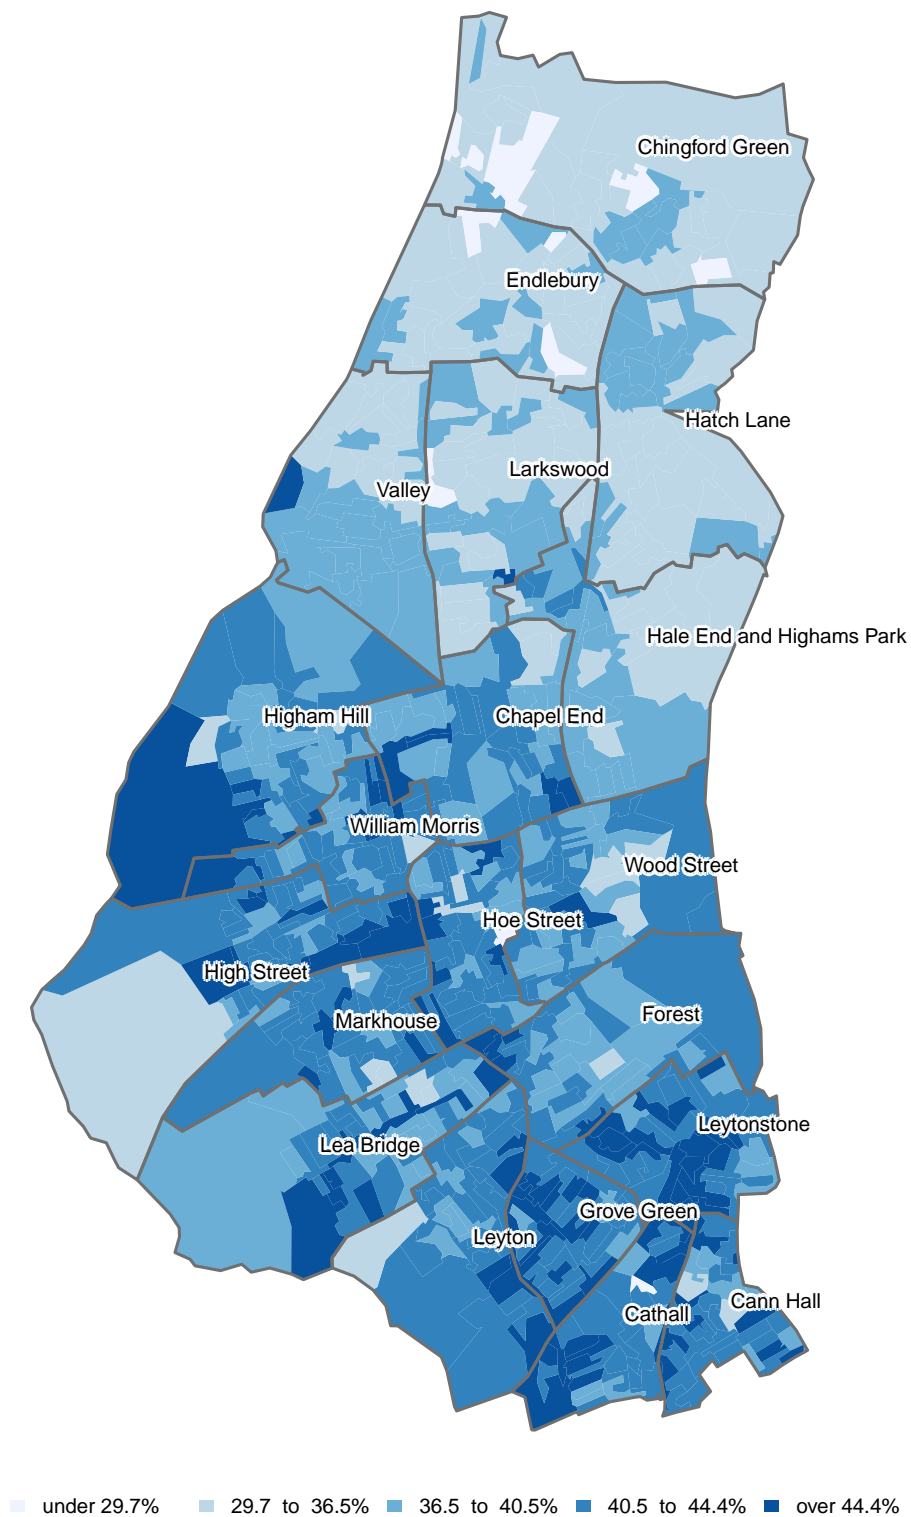 Chingford Green
Endlebury
Hatch Lane
Larkswood
Valley
Hale End and Highams Park
Higham Hill
Chapel End
William Morris
Wood Street
Hoe Street
High Street
Forest
Markhouse
Leytonstone
Lea Bridge
Grove Green
Leyton
Cann Hall
Cathall
under 29.7% 29.7 to 36.5% 36.5 to 40.5% 40.5 to 44.4% over 44.4%